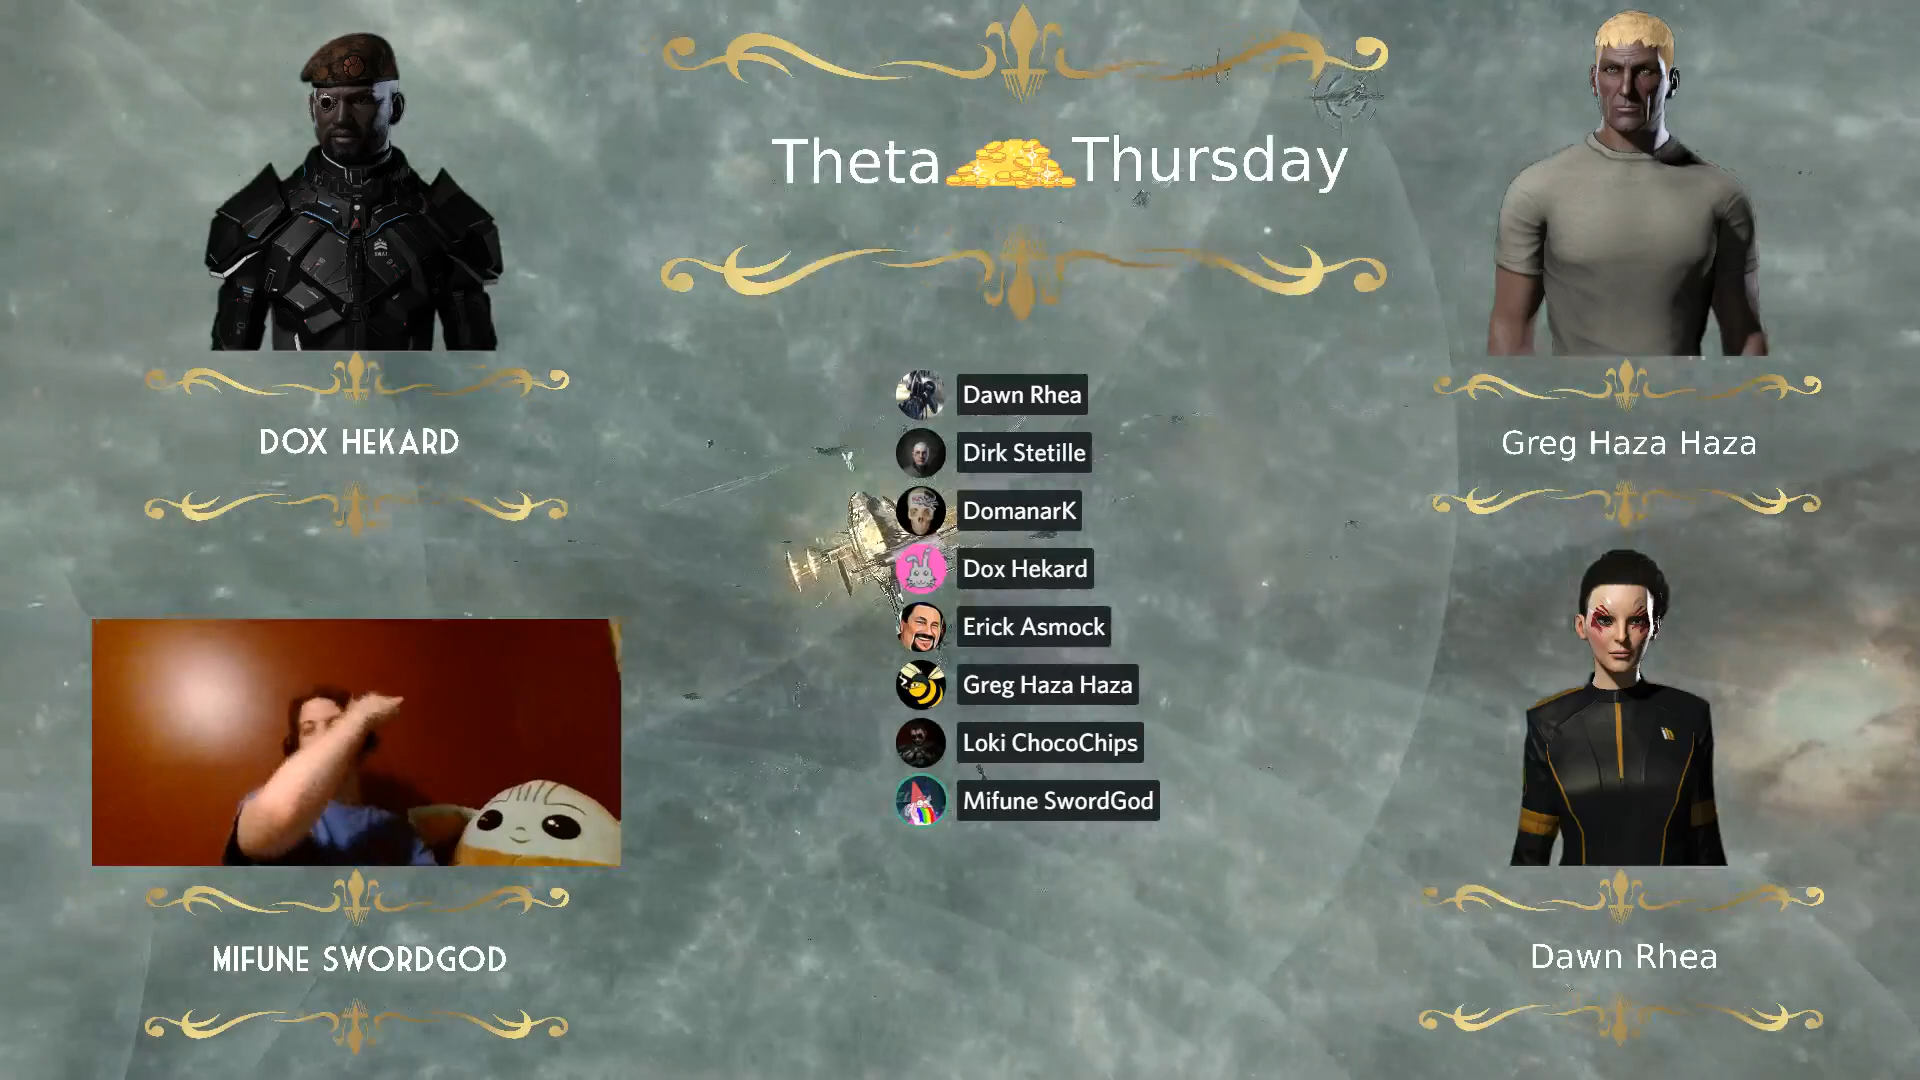 Theta Thursday
DOX HEKARD
Greg Haza Haza
Dawn Rhea
Dirk Stetille
DomanarK
Dox Hekard
Erick Asmock
Greg Haza Haza
Loki ChocoChips
Mifune SwordGod
MIFUNE SWORDGOD
Dawn Rhea